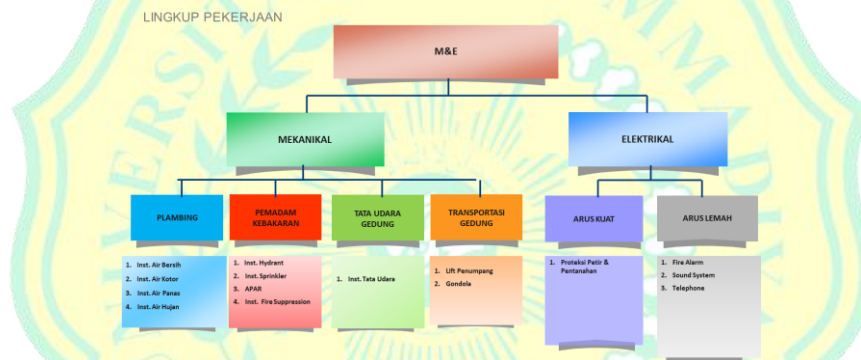 LINGKUP PEKERJAAN
M&E
MEKANIKAL
ELEKTRIKAL
PLAMBING
PEMADAM
KEBAKARAN
TATA UDARA
GEDUNG
TRANSPORTASI
GEDUNG
ARUS KUAT
ARUS LEMAH
1. Inst. Air Bersih
2. Inst. Air Kotor
3. Inst. Air Panas
4. Inst. Air Hujan
1. Inst. Hydrant
2. Inst. Sprinkler
3. APAR
4. Inst. Fire Suppression
1. Inst. Tata Udara
1. Lift Penumpang
2. Gondola
1. Proteksi Petir &
Pentanahan
1. Fire Alarm
2. Sound System
3. Telephone